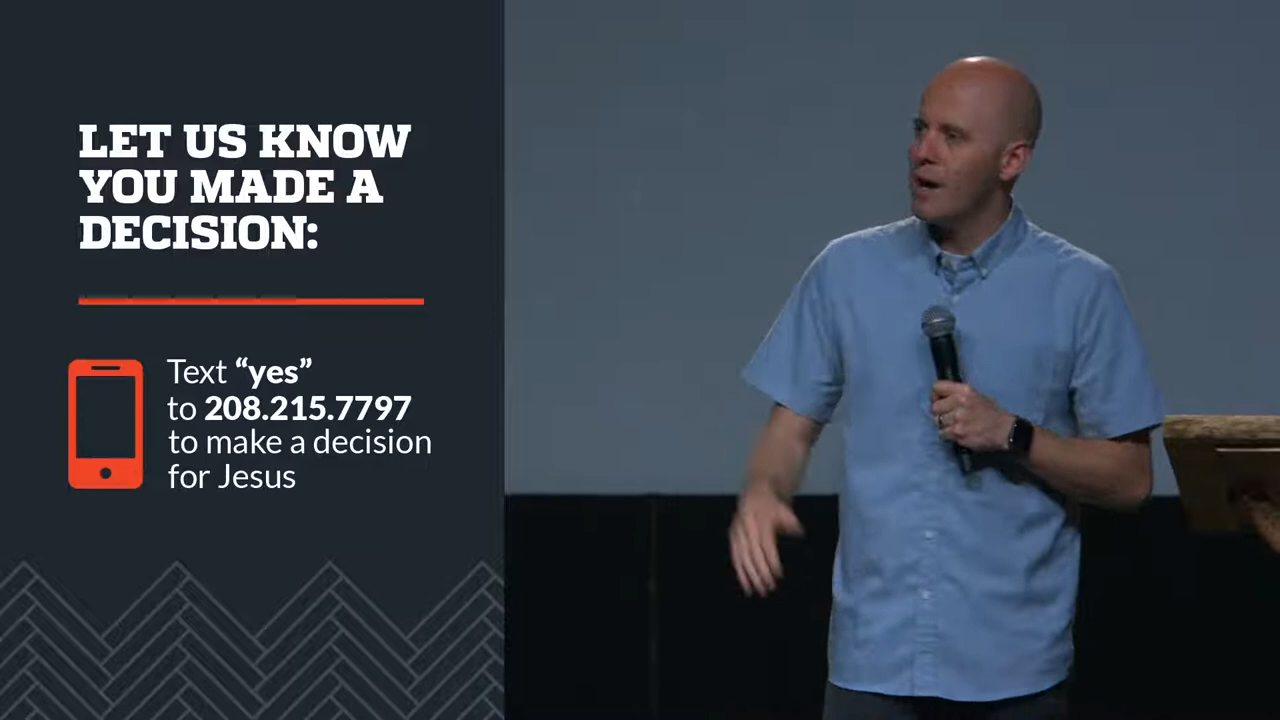 LET US KNOW
YOU MADE A
DECISION:
Text “yes”
to 208.215.7797
to make a decision
for Jesus